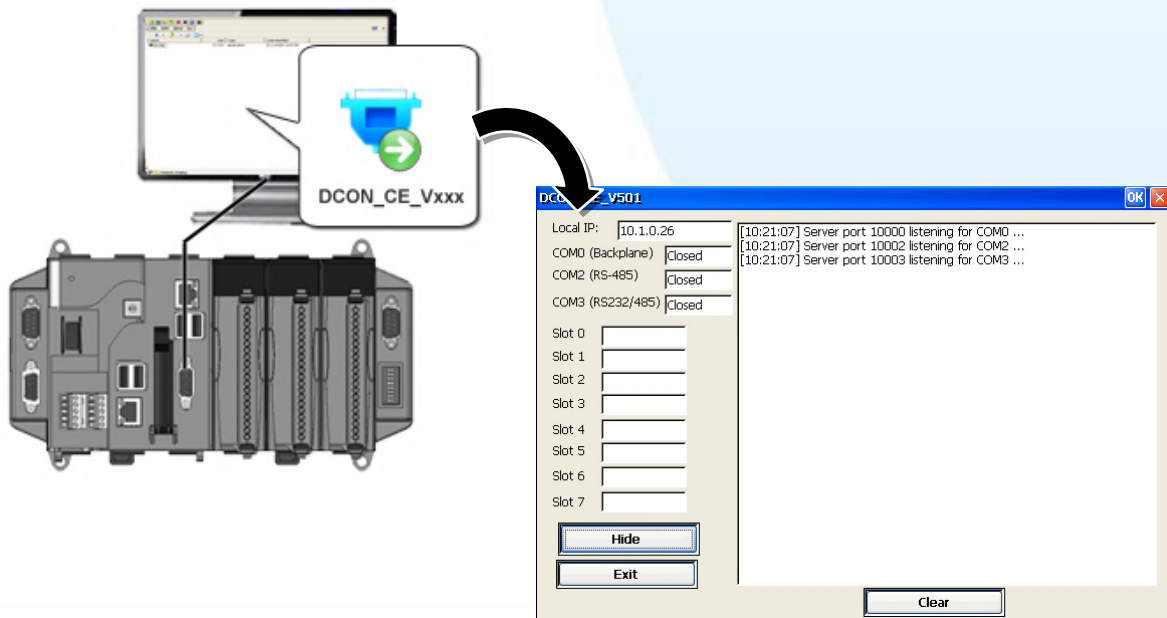 DCON_CE_Vxxx
DCON_CE_V501
OK
Local IP: 10.1.0.26
COM0 (Backplane) Closed
COM2 (RS-485) Closed
COM3 (RS232/485) Closed
Slot 0
Slot 1
Slot 2
Slot 3
Slot 4
Slot 5
Slot 6
Slot 7
Hide
Exit
[10:21:07] Server port 10000 listening for COM0 ...
[10:21:07] Server port 10002 listening for COM2 ...
[10:21:07] Server port 10003 listening for COM3 ...
Clear